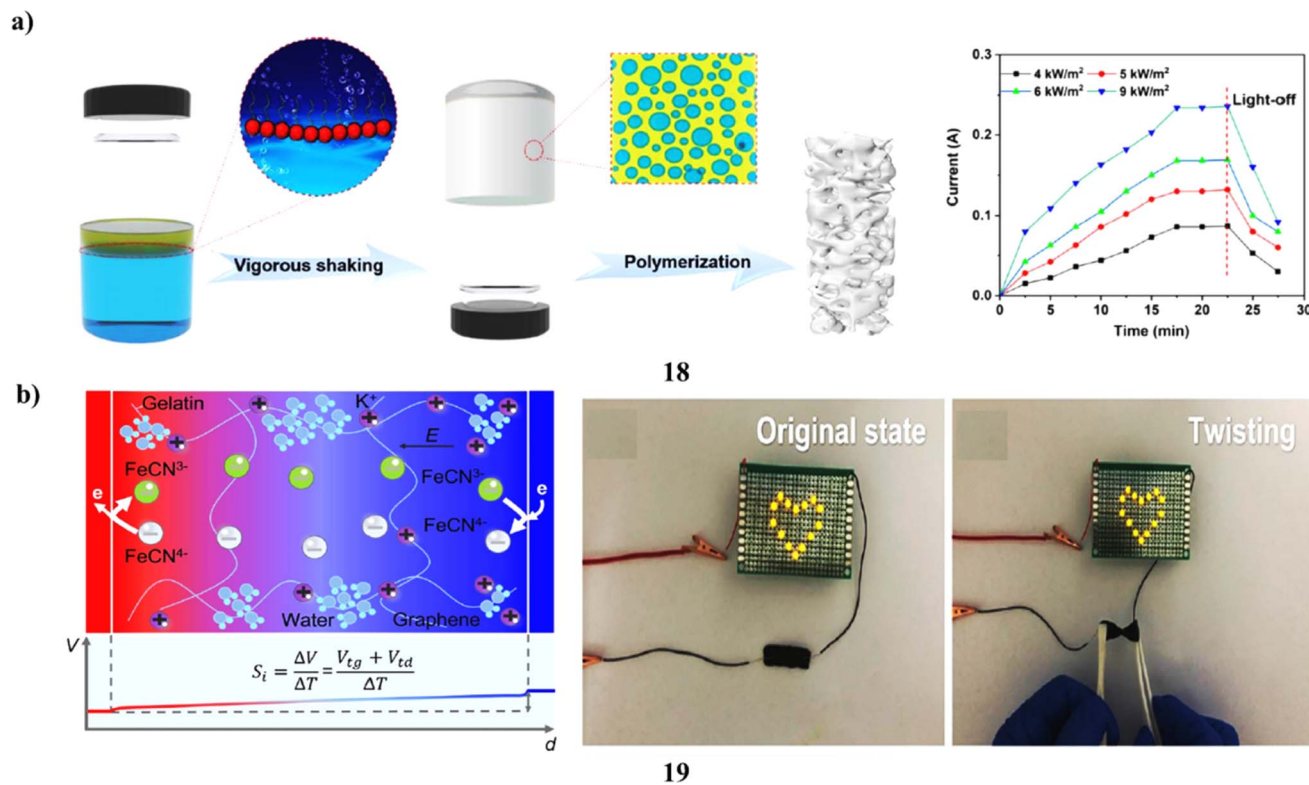 a)
Vigorous shaking
Polymerization
Current (A)
0.3
0.2
0.1
0.0
4 kW/m² 5 kW/m²
6 kW/m² 9 kW/m²
Light-off
0 5 10 15 20 25 30
Time (min)
18
b)
Gelatin
K⁺
E
FeCN³⁻
FeCN³⁻
e
e
FeCN⁴⁻
FeCN⁴⁻
Water
Graphene
V
Sᵢ = ΔV/ΔT = (V_tg + V_td)/ΔT
d
Original state
Twisting
19